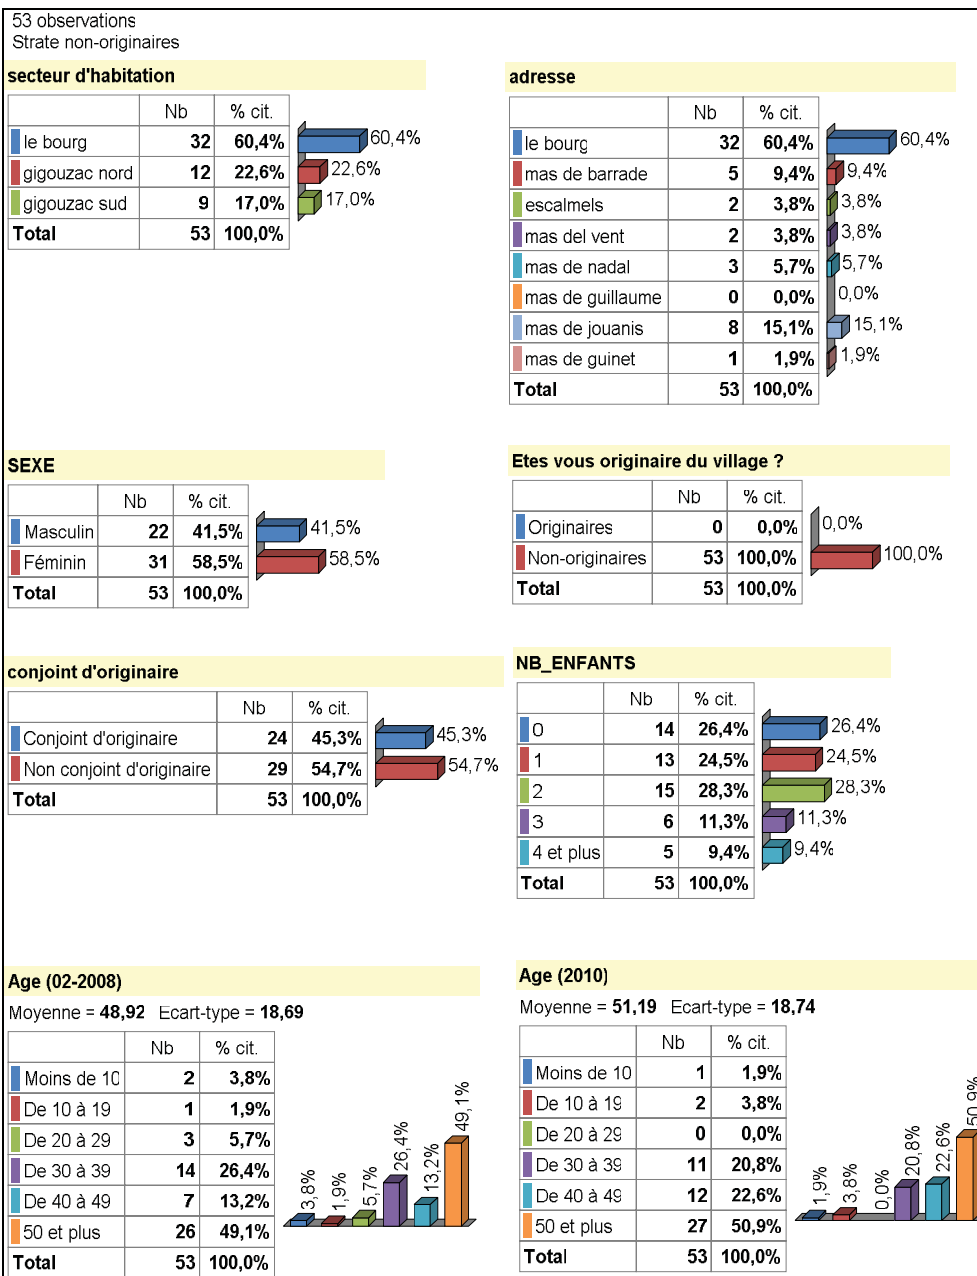 53 observations
Strate non-originaires
secteur d'habitation
Nb % cit.
le bourg 32 60,4% 60,4%
gigouzac nord 12 22,6% 22,6%
gigouzac sud 9 17,0% 17,0%
Total 53 100,0%
adresse
Nb % cit.
le bourg 32 60,4% 60,4%
mas de barrade 5 9,4% 9,4%
escalmels 2 3,8% 3,8%
mas del vent 2 3,8% 3,8%
mas de nadal 3 5,7% 5,7%
mas de guillaume 0 0,0% 0,0%
mas de jouanis 8 15,1% 15,1%
mas de guinet 1 1,9% 1,9%
Total 53 100,0%
SEXE
Nb % cit.
Masculin 22 41,5% 41,5%
Féminin 31 58,5% 58,5%
Total 53 100,0%
Etes vous originaire du village ?
Nb % cit.
Originaires 0 0,0% 0,0%
Non-originaires 53 100,0% 100,0%
Total 53 100,0%
conjoint d'originaire
Nb % cit.
Conjoint d'originaire 24 45,3% 45,3%
Non conjoint d'originaire 29 54,7% 54,7%
Total 53 100,0%
NB_ENFANTS
Nb % cit.
0 14 26,4% 26,4%
1 13 24,5% 24,5%
2 15 28,3% 28,3%
3 6 11,3% 11,3%
4 et plus 5 9,4% 9,4%
Total 53 100,0%
Age (02-2008)
Moyenne = 48,92 Ecart-type = 18,69
Nb % cit.
Moins de 10 2 3,8%
De 10 à 19 1 1,9%
De 20 à 29 3 5,7%
De 30 à 39 14 26,4%
De 40 à 49 7 13,2%
50 et plus 26 49,1%
Total 53 100,0%
3,8% 1,9% 5,7% 26,4% 13,2% 49,1%
Age (2010)
Moyenne = 51,19 Ecart-type = 18,74
Nb % cit.
Moins de 10 1 1,9%
De 10 à 19 2 3,8%
De 20 à 29 0 0,0%
De 30 à 39 11 20,8%
De 40 à 49 12 22,6%
50 et plus 27 50,9%
Total 53 100,0%
1,9% 3,8% 0,0% 20,8% 22,6% 50,9%